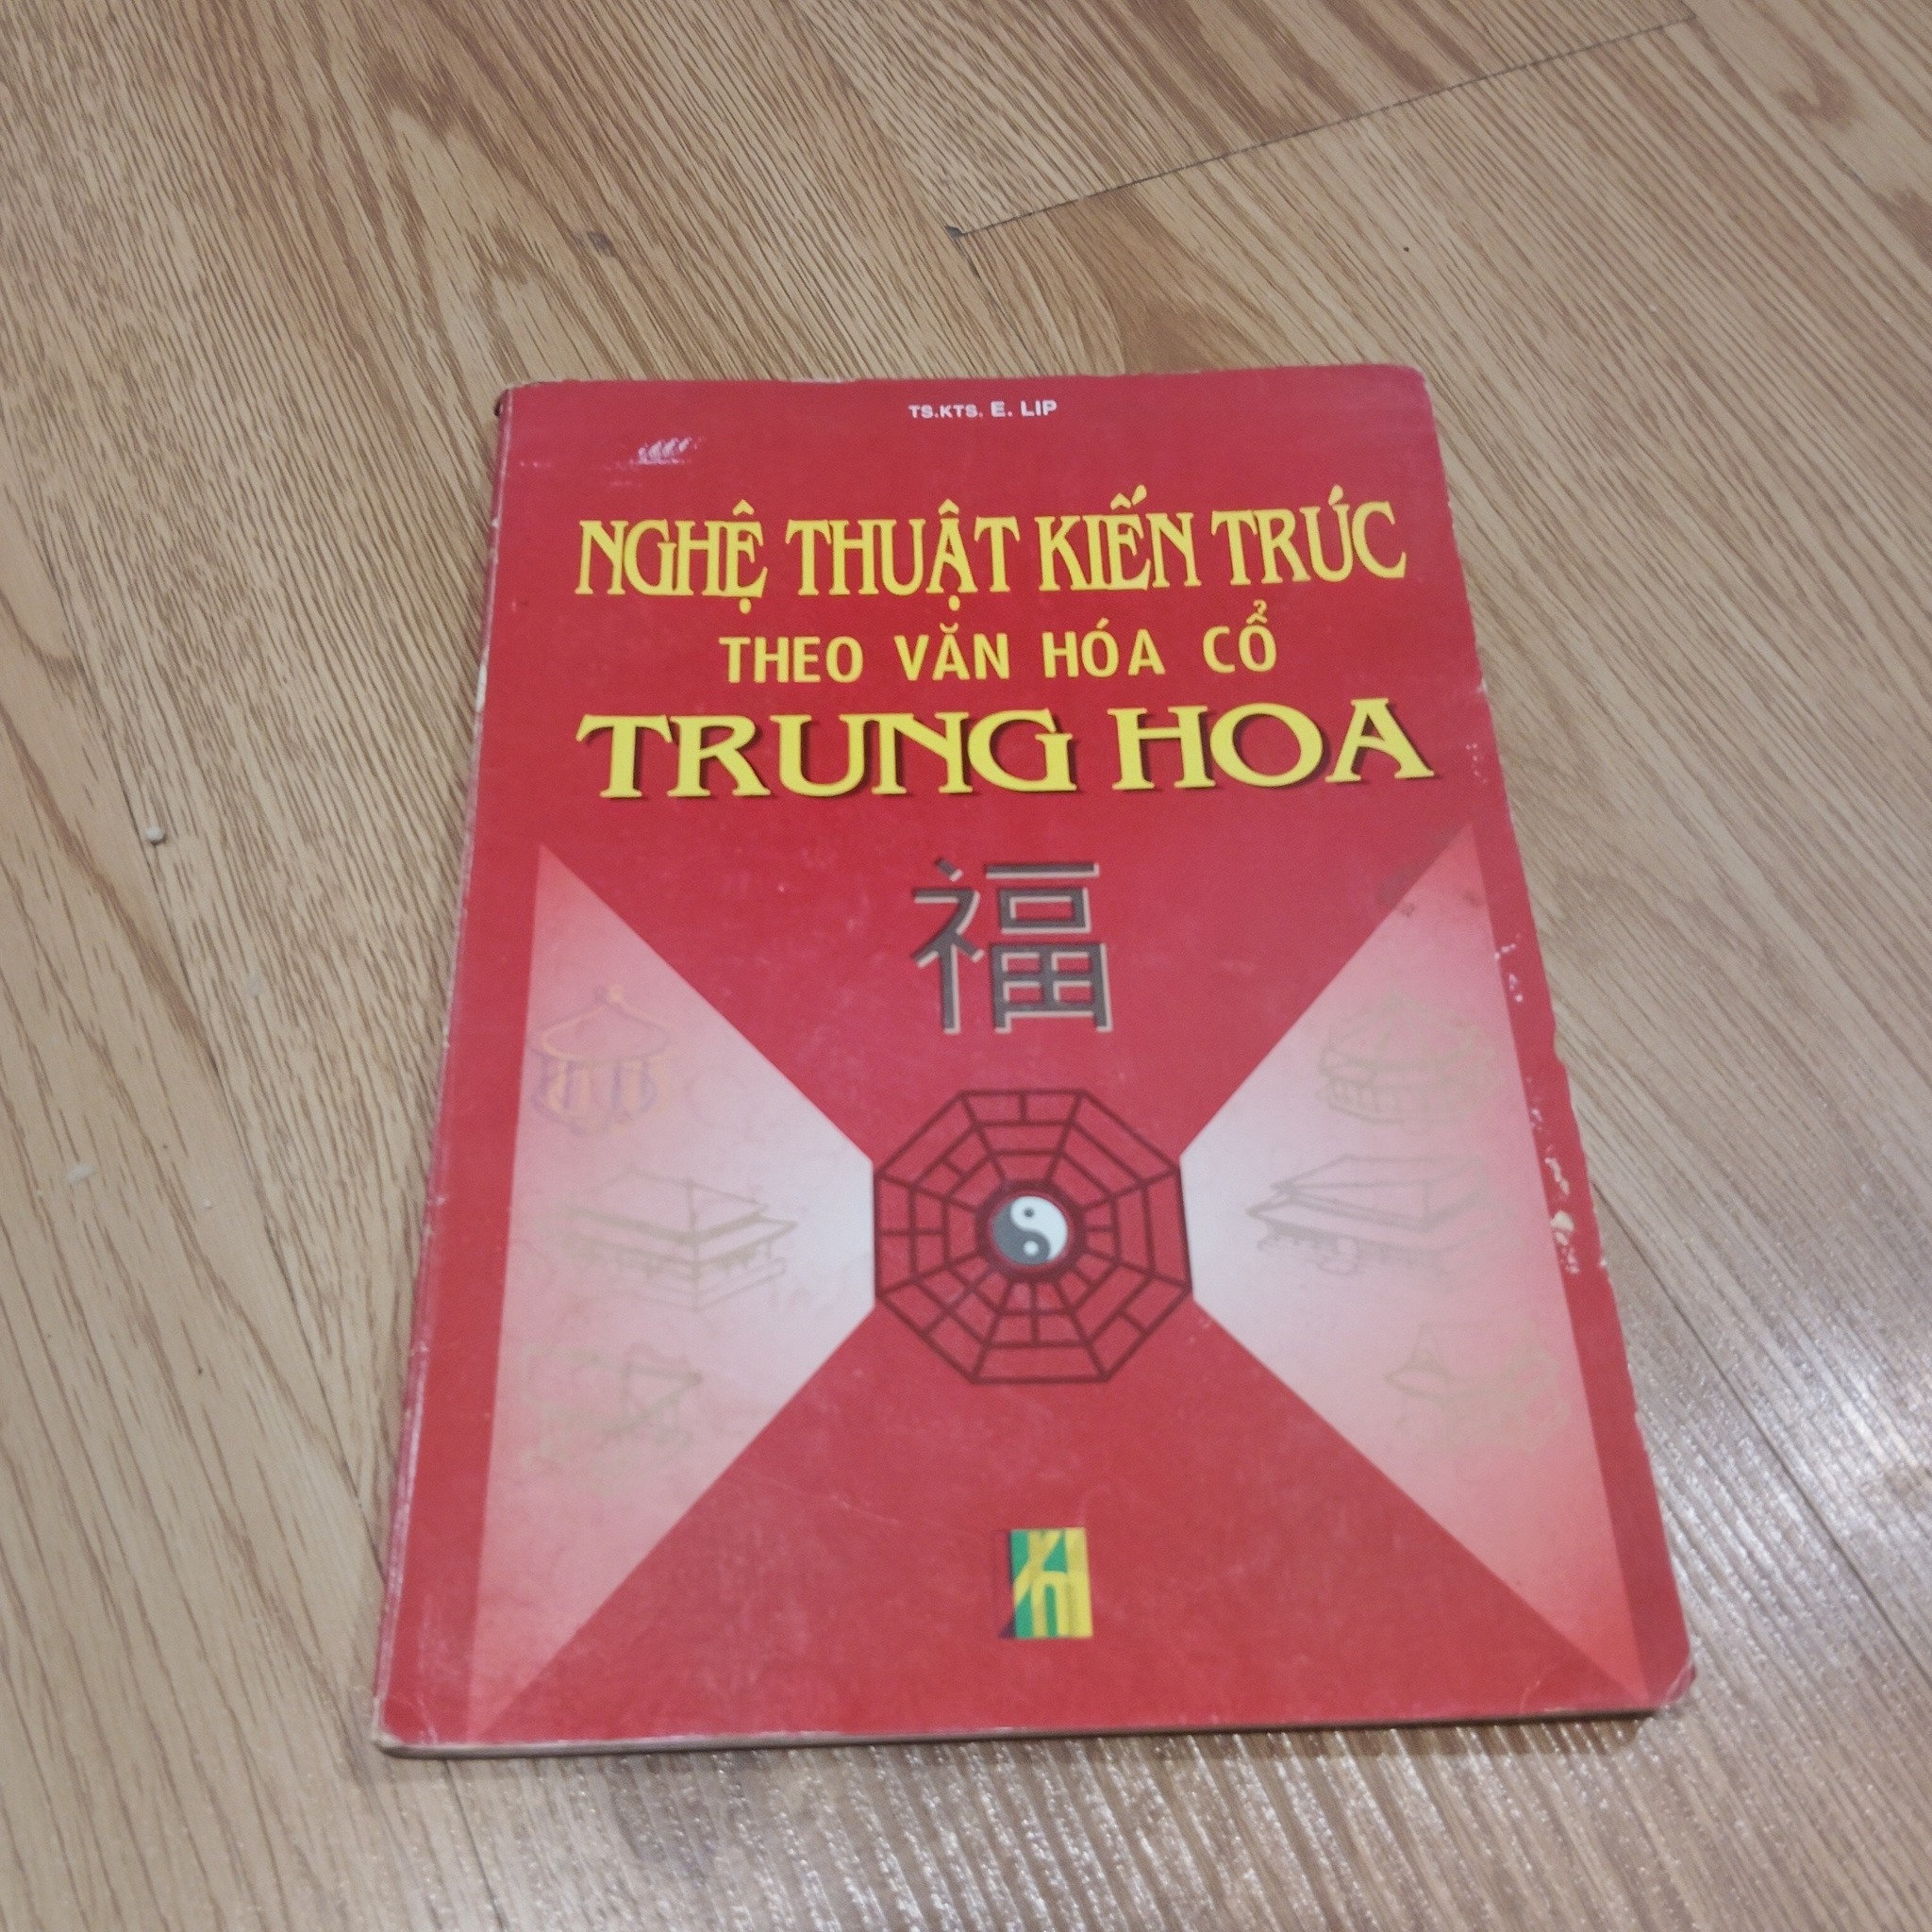 TS.KTS. E. LIP
NGHỆ THUẬT KIẾN TRÚC
THEO VĂN HÓA CỔ
TRUNG HOA
福